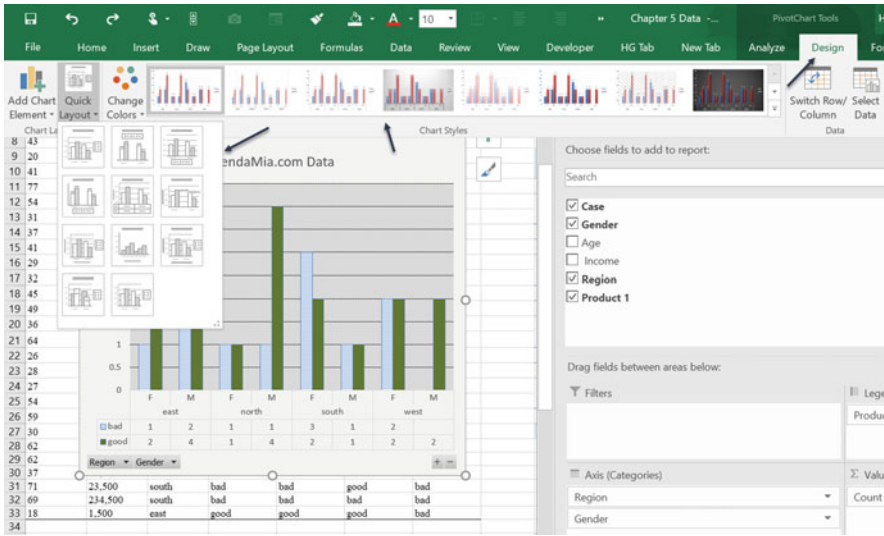 10
Chapter 5 Data -...
PivotChart Tools
File Home Insert Draw Page Layout Formulas Data Review View Developer HG Tab New Tab Analyze Design Fo
Add Chart Element
Quick Layout
Change Colors
Switch Row/ Column
Select Data
Chart La
Chart Styles
Data
8 43
9 20
10 41
11 77
12 54
13 31
14 37
15 41
16 29
17 32
18 45
19 49
20 36
21 64
22 26
23 28
24 27
25 54
26 59
27 30
28 62
29 62
30 37
31 71 23,500 south bad bad good bad
32 69 234,500 south bad bad bad bad
33 18 1,500 east good good good bad
34
endaMia.com Data
1
0.5
0
F M F M F M F M
east north south west
bad 1 2 1 1 3 1 2
good 2 4 1 4 2 1 2 2
Region Gender
+ -
Choose fields to add to report:
Search
Case
Gender
Age
Income
Region
Product 1
Drag fields between areas below:
Filters
Lege
Produc
Axis (Categories)
Σ Valu
Region
Count
Gender